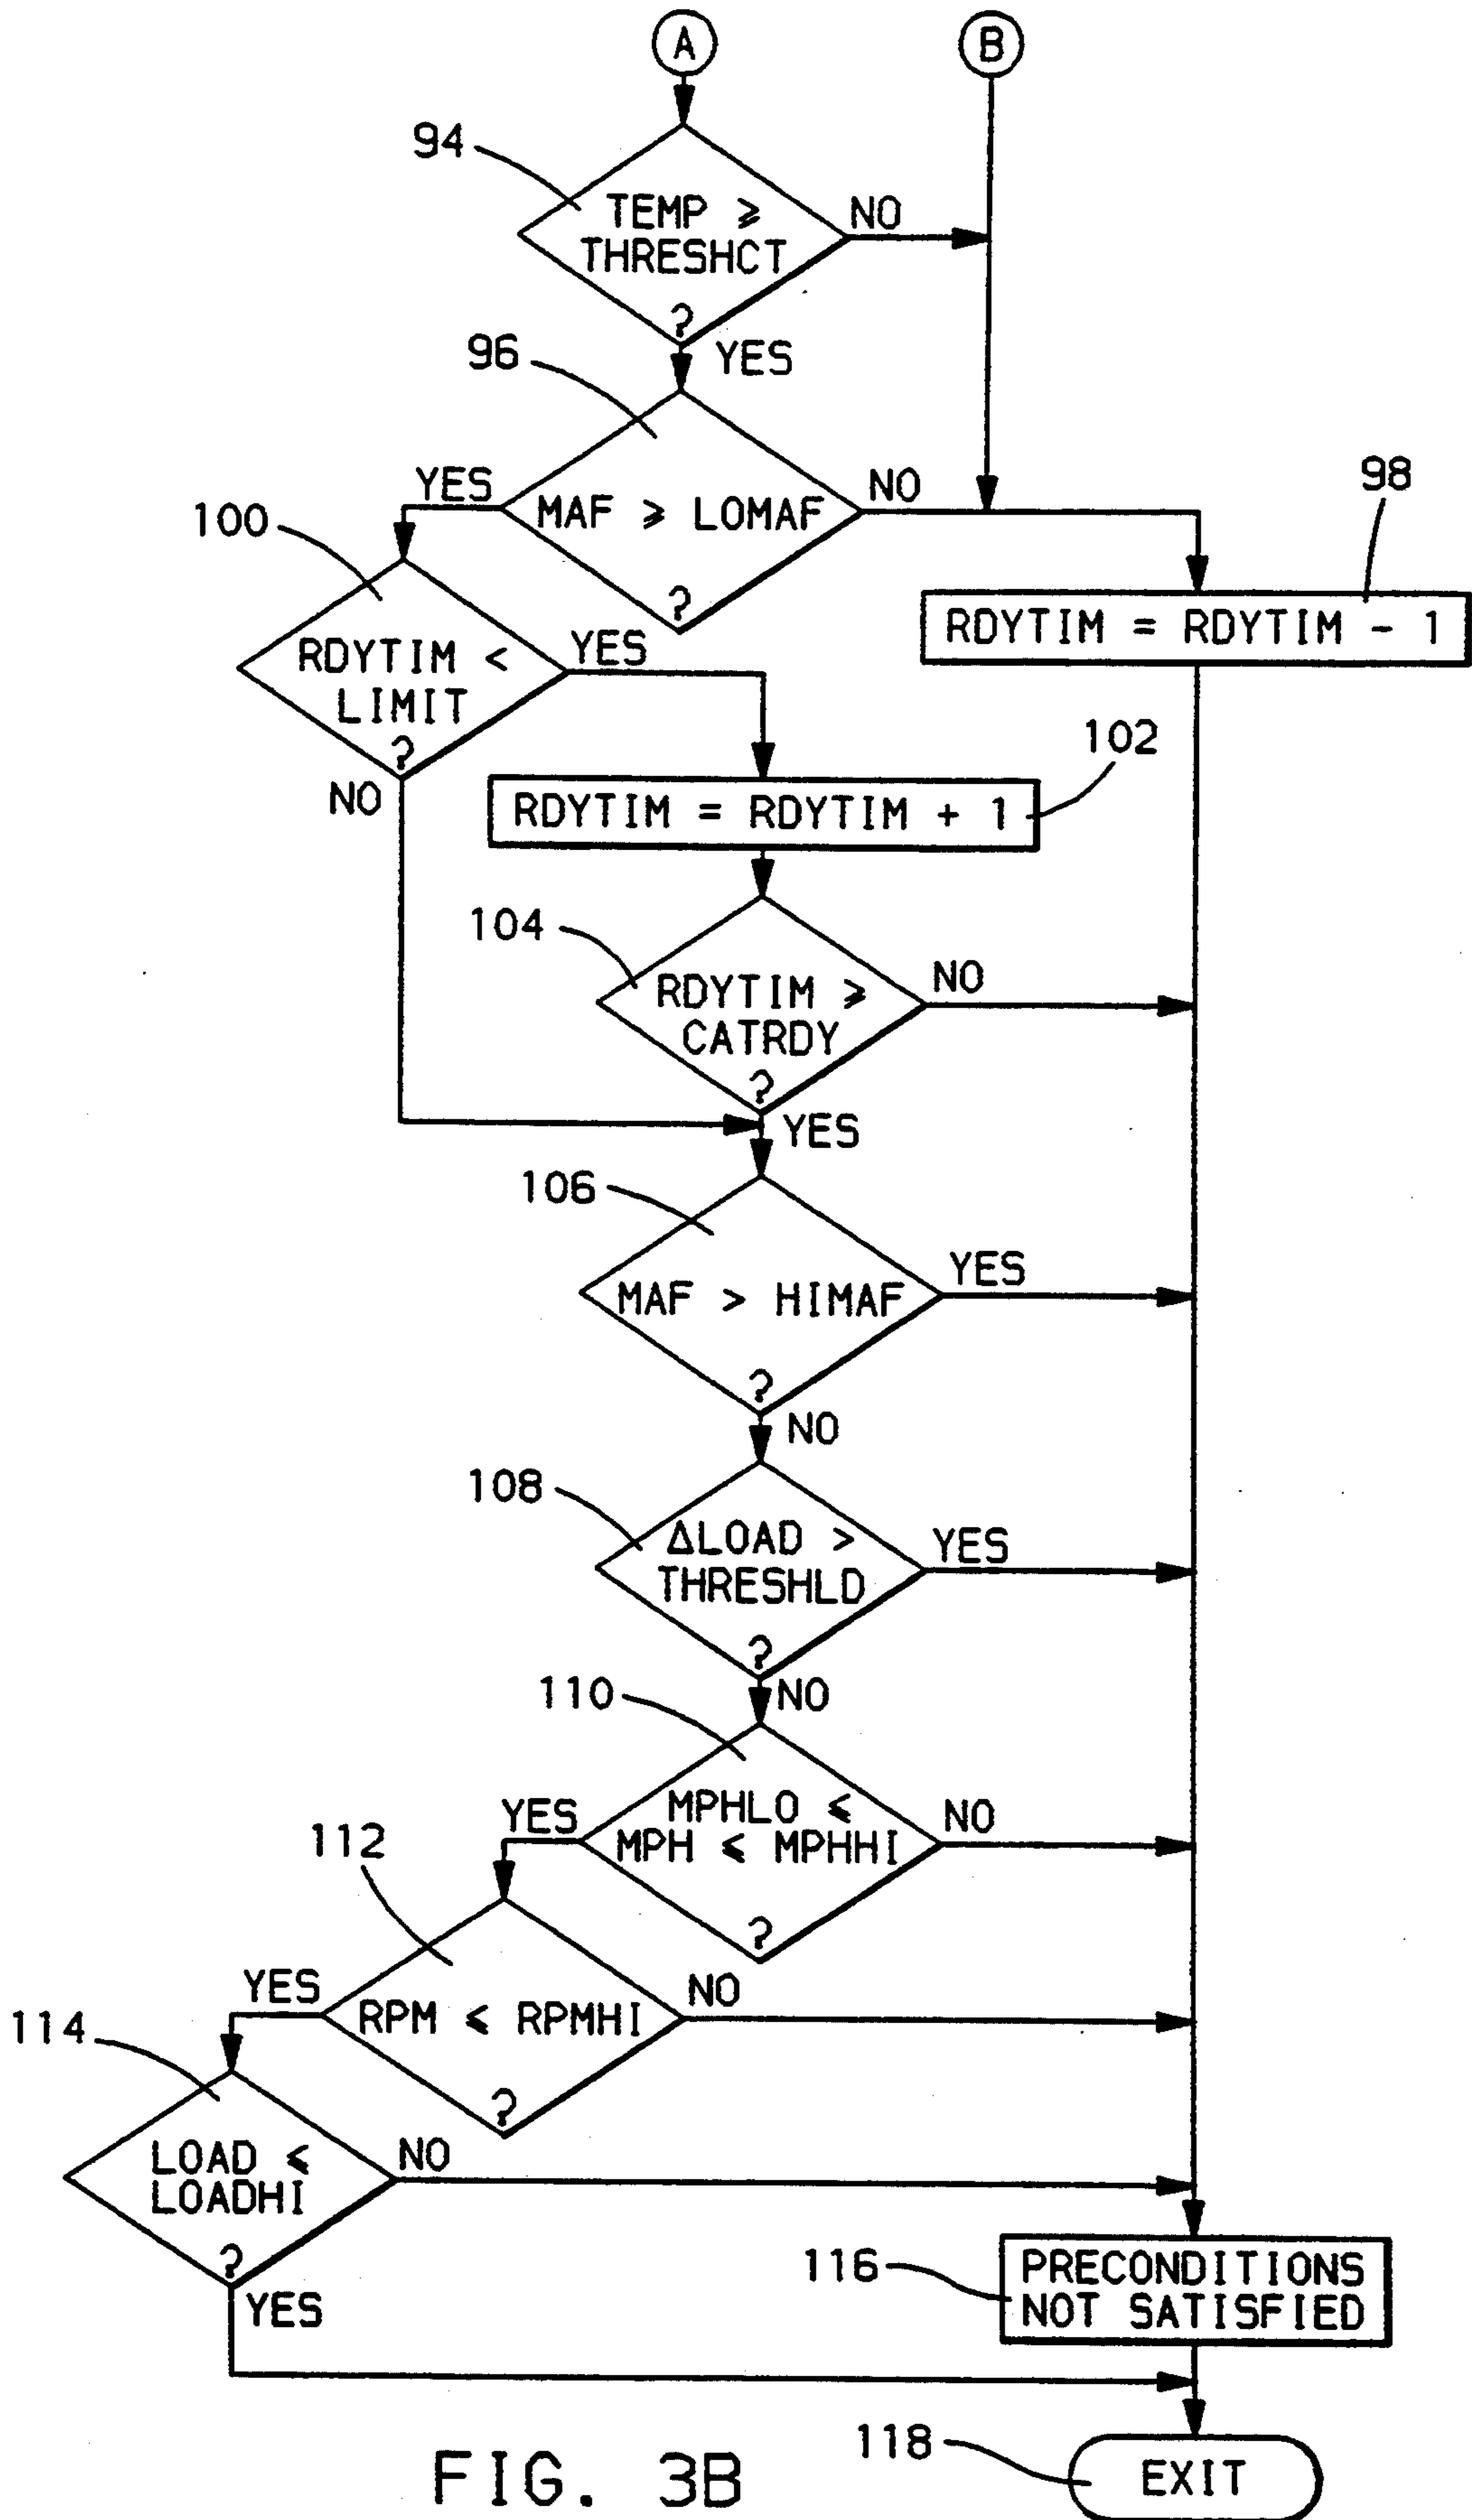 A
B
94
TEMP ≥
THRESHCT
?
NO
YES
96
MAF ≥ LOMAF
?
YES
NO
98
RDYTIM = RDYTIM - 1
100
RDYTIM <
LIMIT
?
YES
NO
102
RDYTIM = RDYTIM + 1
104
RDYTIM ≥
CATRDY
?
NO
YES
106
MAF > HIMAF
?
YES
NO
108
ΔLOAD >
THRESHLD
?
YES
NO
110
MPHLO ≤
MPH ≤ MPHHI
?
YES
NO
112
RPM ≤ RPMHI
?
YES
NO
114
LOAD ≤
LOADHI
?
NO
YES
116
PRECONDITIONS
NOT SATISFIED
118
EXIT
FIG. 3B